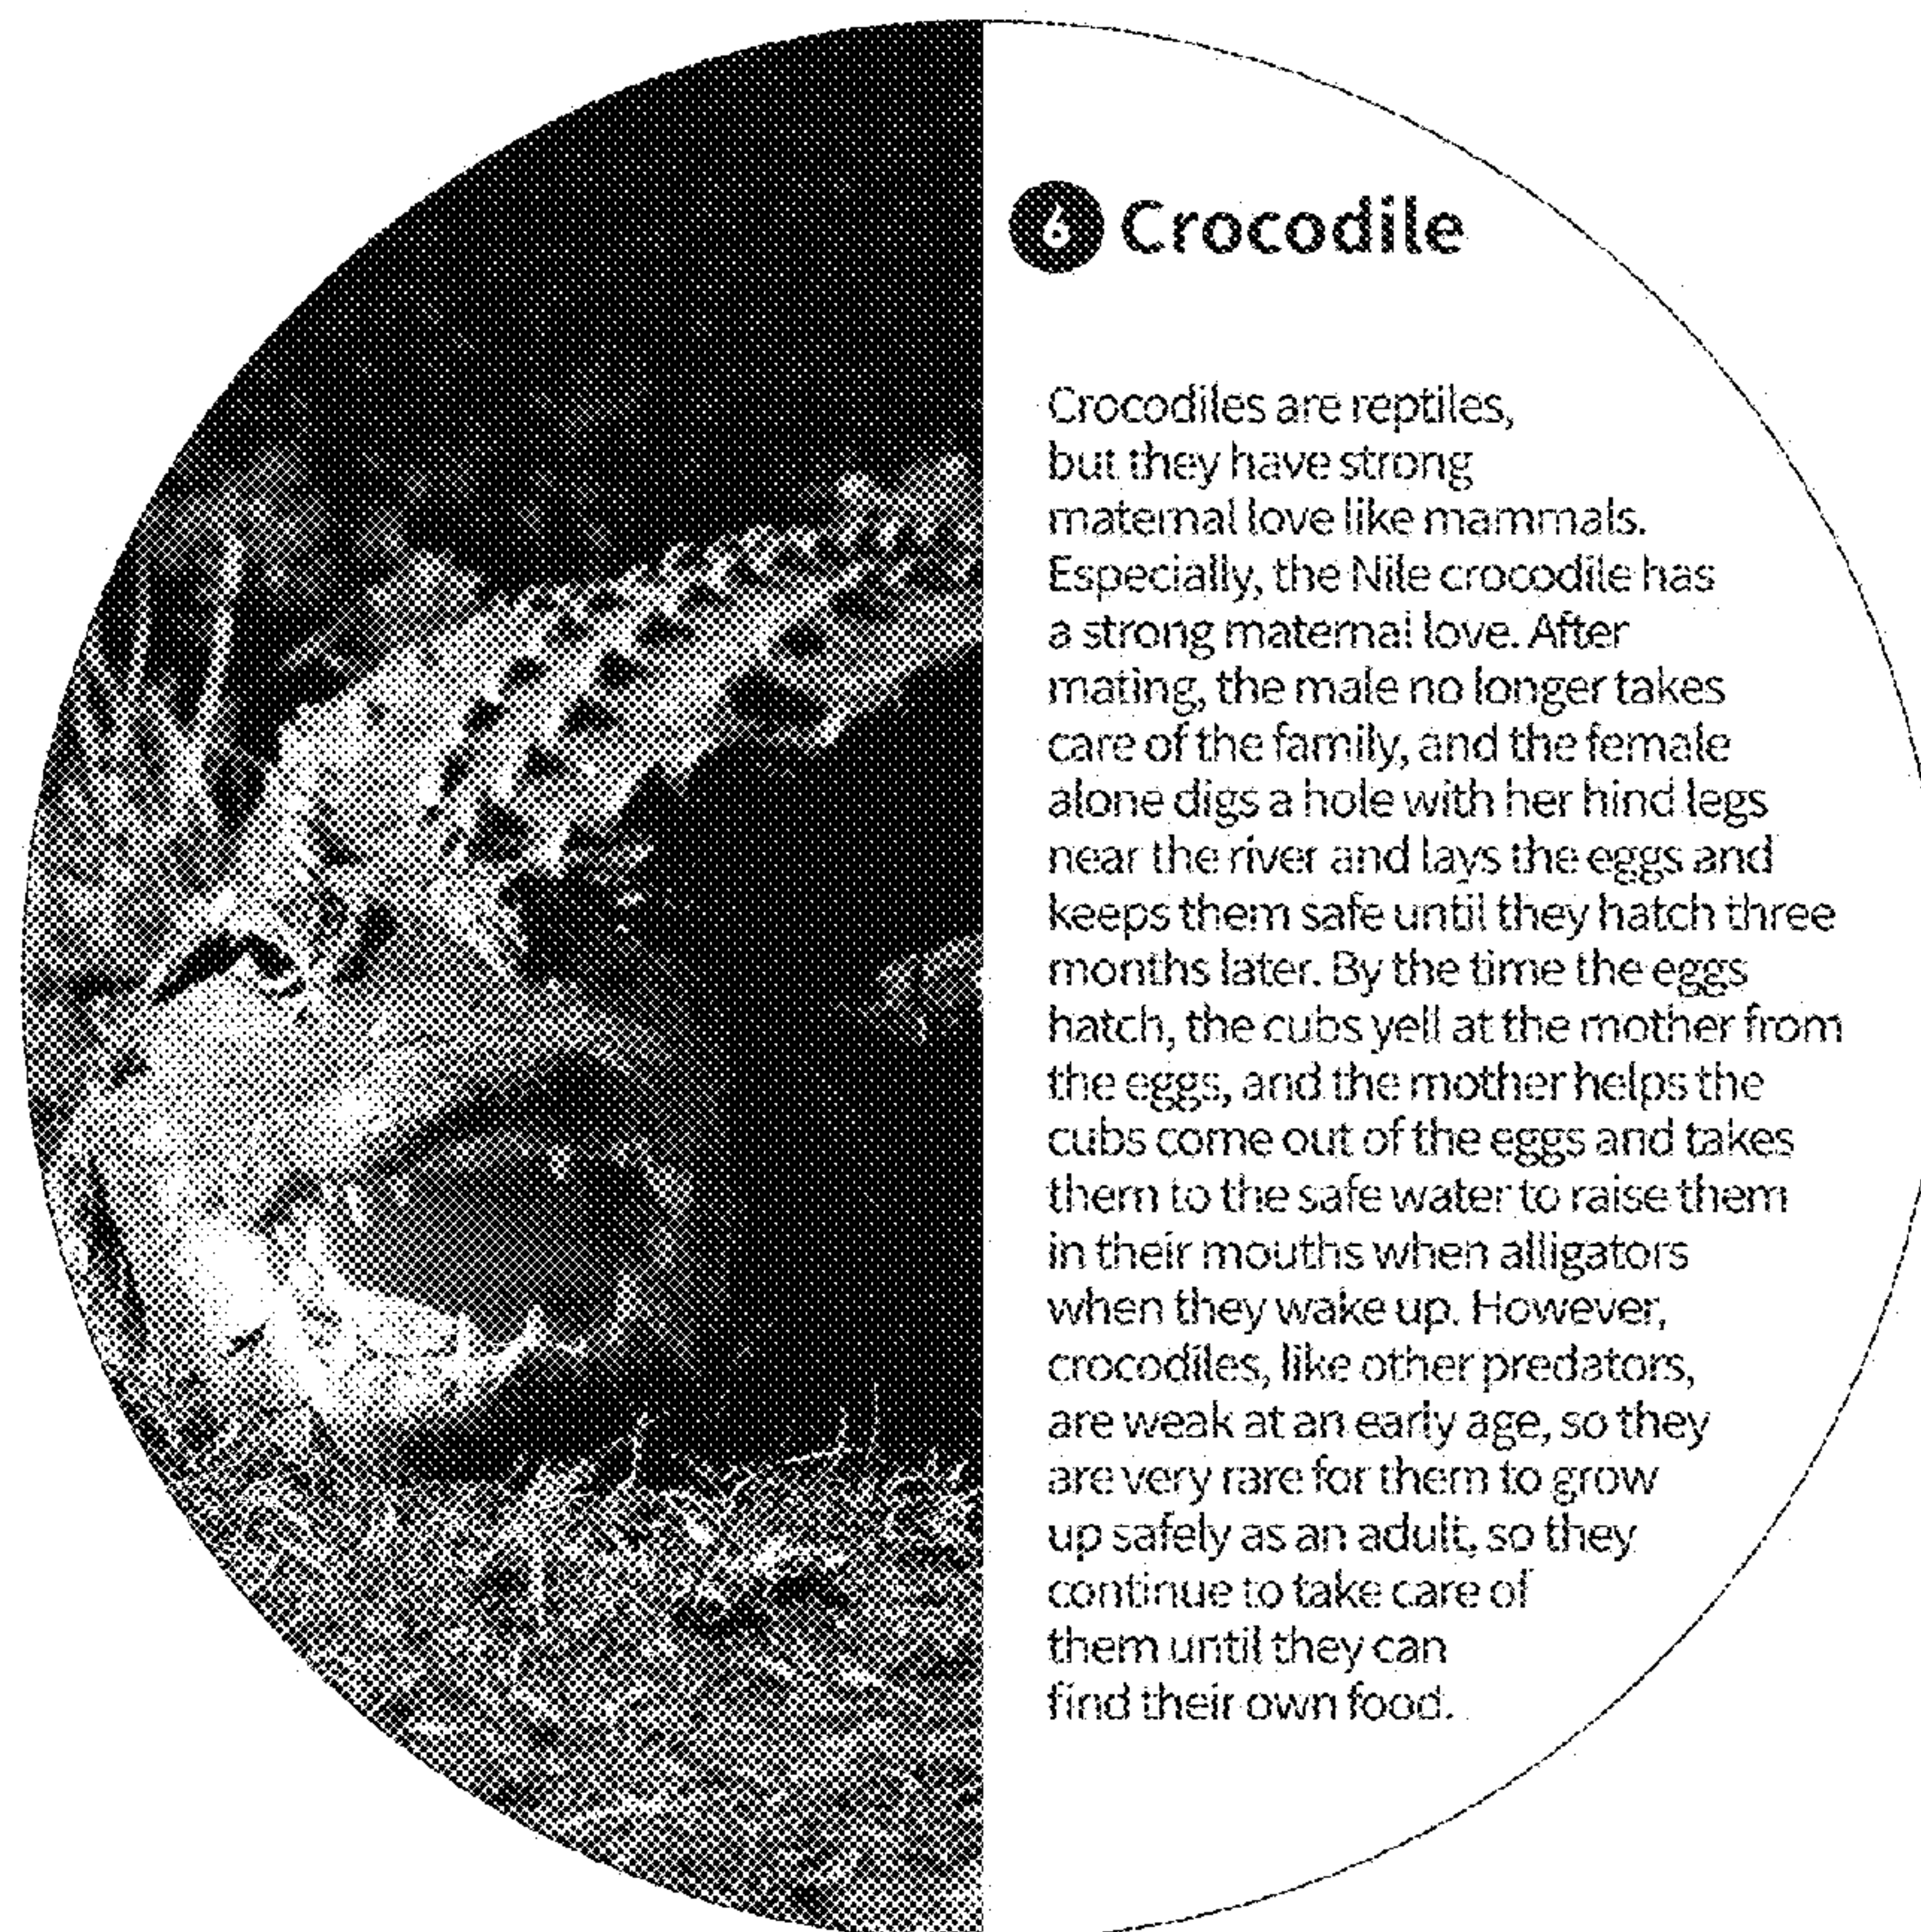 6 Crocodile
Crocodiles are reptiles,
but they have strong
maternal love like mammals.
Especially, the Nile crocodile has
a strong maternal love. After
mating, the male no longer takes
care of the family, and the female
alone digs a hole with her hind legs
near the river and lays the eggs and
keeps them safe until they hatch three
months later. By the time the eggs
hatch, the cubs yell at the mother from
the eggs, and the mother helps the
cubs come out of the eggs and takes
them to the safe water to raise them
in their mouths when alligators
when they wake up. However,
crocodiles, like other predators,
are weak at an early age, so they
are very rare for them to grow
up safely as an adult, so they
continue to take care of
them until they can
find their own food.